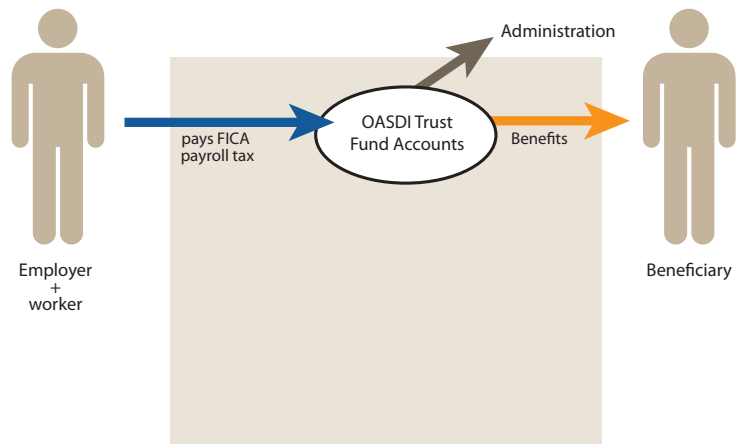 Administration
pays FICA
payroll tax
OASDI Trust
Fund Accounts
Benefits
Employer
+
worker
Beneficiary